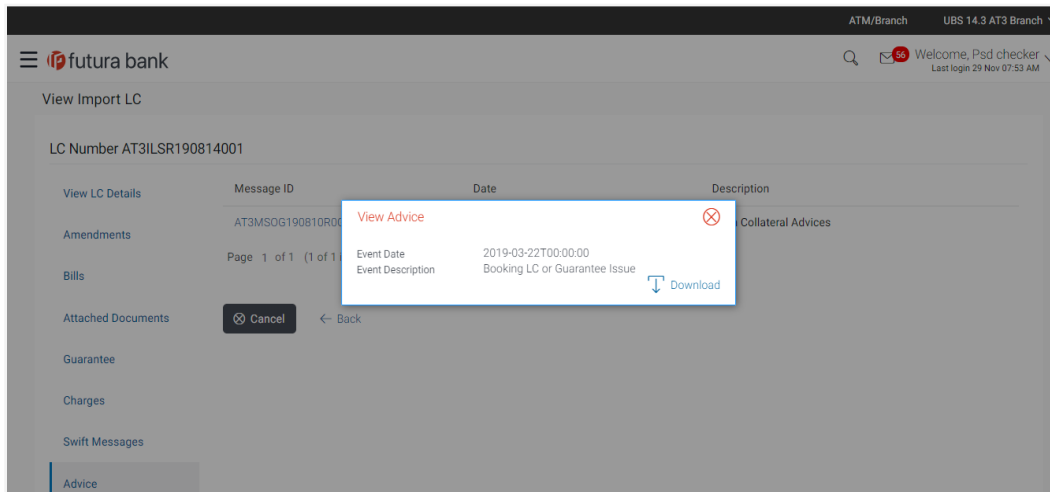 ATM/Branch UBS 14.3 AT3 Branch
futura bank
56 Welcome, Psd checker
Last login 29 Nov 07:53 AM
View Import LC
LC Number AT3ILSR190814001
View LC Details
Amendments
Bills
Attached Documents
Guarantee
Charges
Swift Messages
Advice
Message ID Date Description
Collateral Advices
Page 1 of 1 (1 of 1
View Advice
Event Date 2019-03-22T00:00:00
Event Description Booking LC or Guarantee Issue
Download
Cancel Back